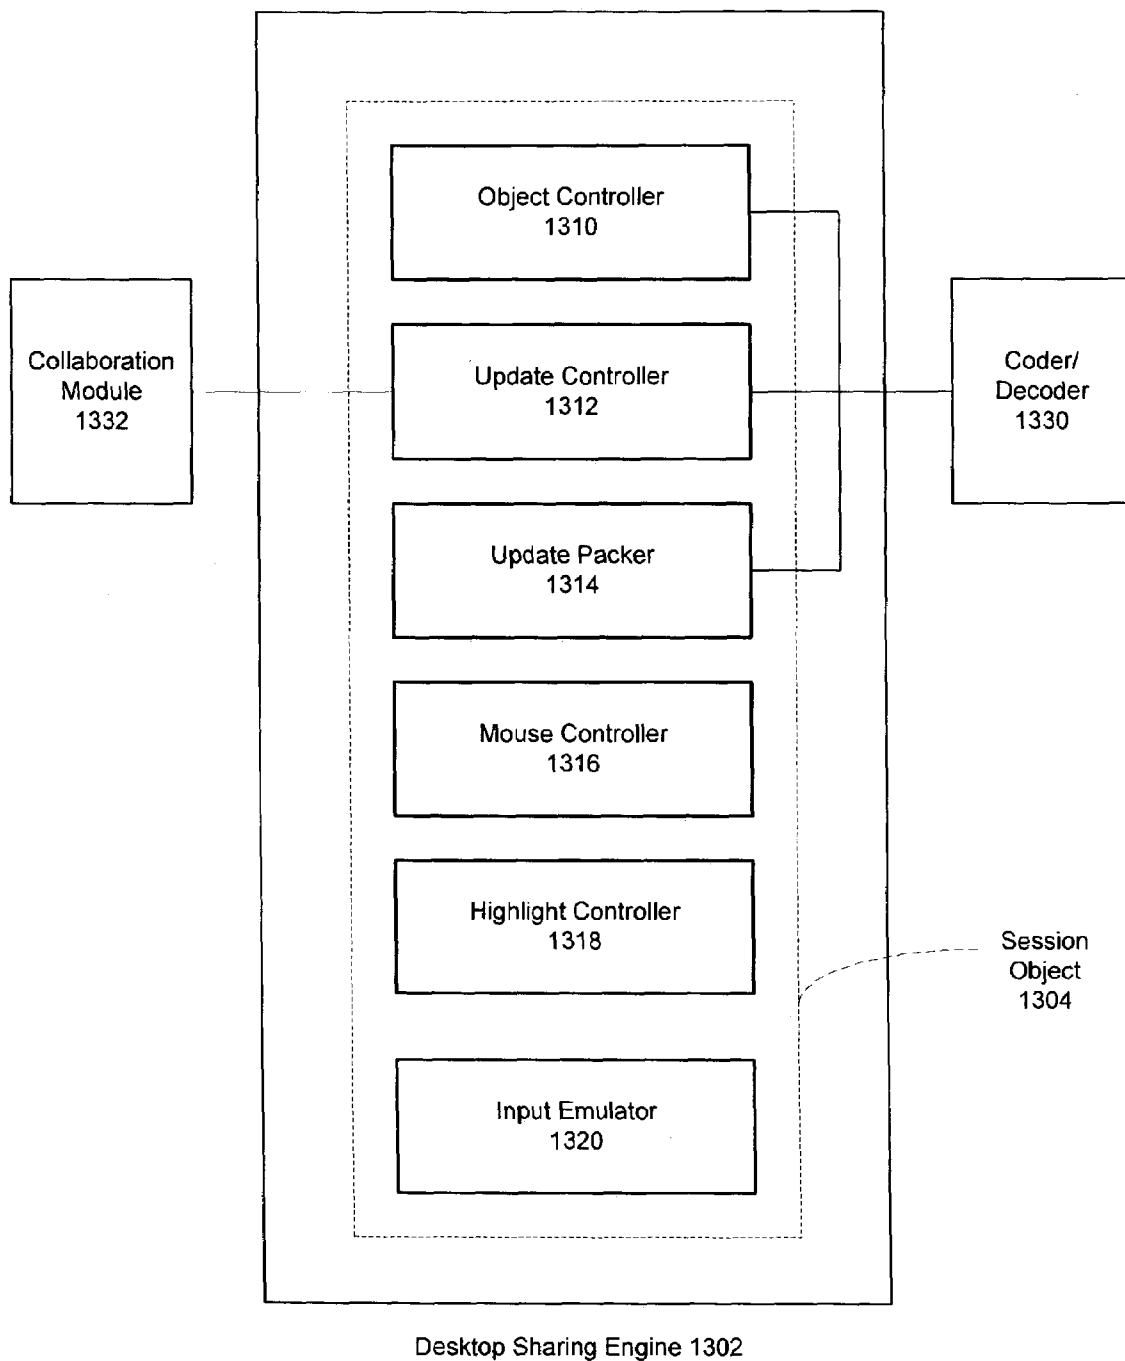 Object Controller
1310
Collaboration
Module
1332
Update Controller
1312
Coder/
Decoder
1330
Update Packer
1314
Mouse Controller
1316
Highlight Controller
1318
Session
Object
1304
Input Emulator
1320
Desktop Sharing Engine 1302